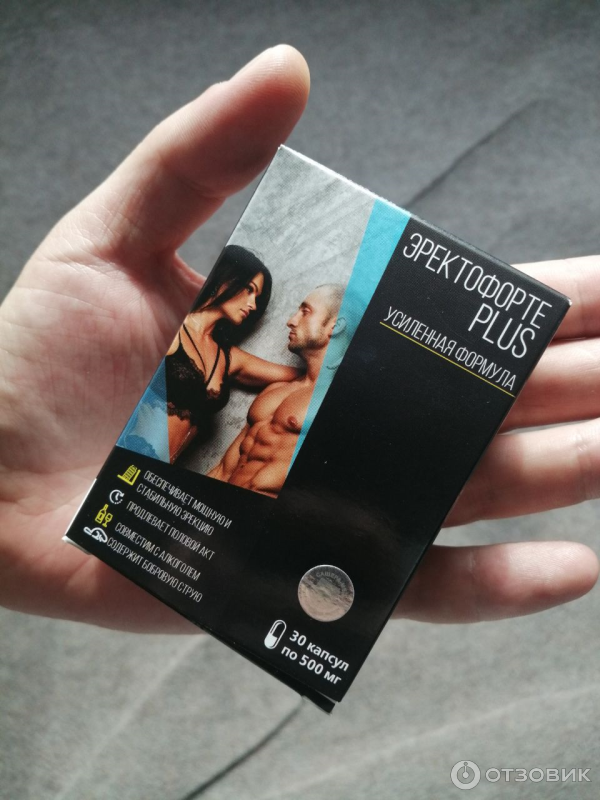 ЭРЕКТОФОРТЕ
PLUS
УСИЛЕННАЯ ФОРМУЛА
ОБЕСПЕЧИВАЕТ МОЩНУЮ И
СТАБИЛЬНУЮ ЭРЕКЦИЮ
ПРОДЛЕВАЕТ ПОЛОВОЙ АКТ
СОВМЕСТИМ С АЛКОГОЛЕМ
СОДЕРЖИТ БОБРОВУЮ СТРУЮ
30 капсул
по 500 мг
ОТЗОВИК